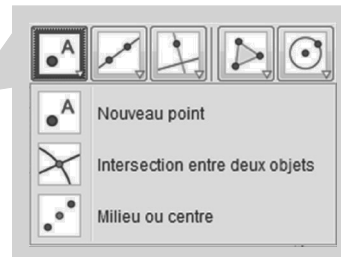 A
A
Nouveau point
Intersection entre deux objets
Milieu ou centre